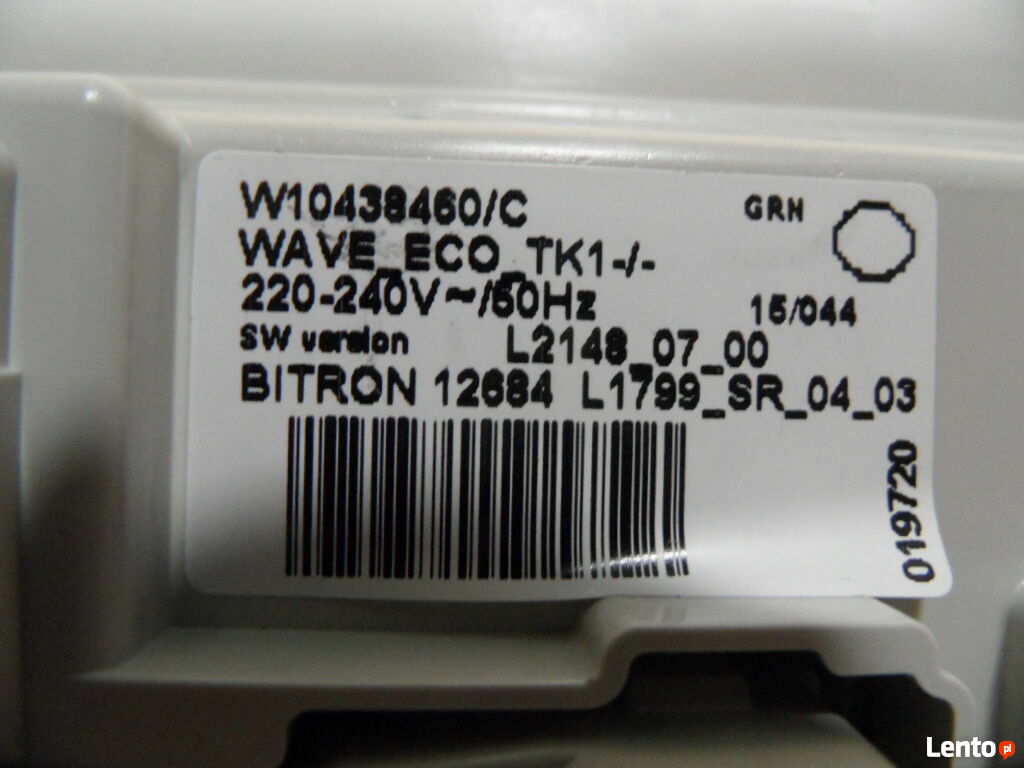 W10438460/C
GRN
WAVE_ECO_TK1-/-
220-240V~/50Hz
15/044
SW version L2148_07_00
BITRON 12684 L1799_SR_04_03
019720
Lento pl